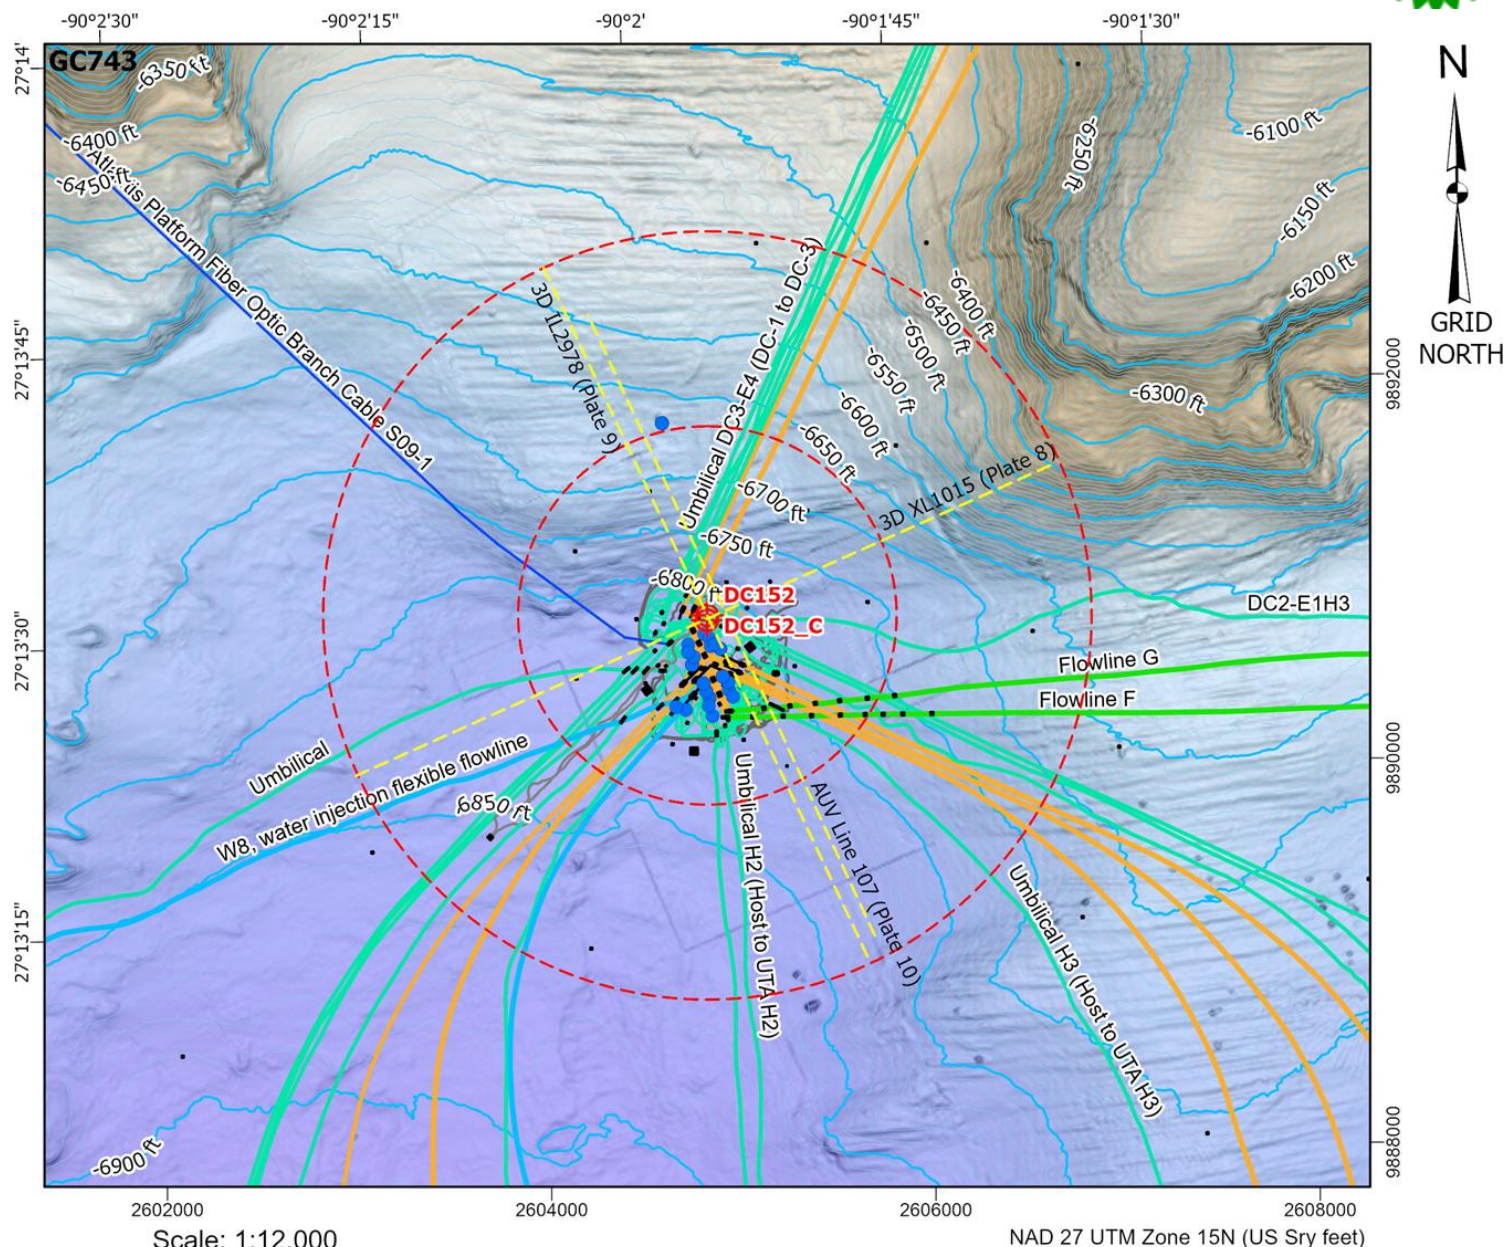 -90°2'30"
-90°2'15"
-90°2'
-90°1'45"
-90°1'30"
27°14'
27°13'45"
27°13'30"
27°13'15"
GC743
-6350 ft
-6400 ft
-6450 ft
Atlantis Platform Fiber Optic Branch Cable S09-1
-6250 ft
-6100 ft
-6150 ft
-6200 ft
-6300 ft
N
GRID
NORTH
9892000
9890000
9888000
3D IL2978 (Plate 9)
Umbilical DC3-E4 (DC-1 to DC-3)
-6400 ft
-6450 ft
-6500 ft
-6550 ft
-6600 ft
-6650 ft
-6700 ft
-6750 ft
-6800 ft
3D XL1015 (Plate 8)
DC152
DC152_C
DC2-E1H3
Flowline G
Flowline F
Umbilical
W8, water injection flexible flowline
-6850 ft
Umbilical H2 (Host to UTA H2)
AUV Line 107 (Plate 10)
Umbilical H3 (Host to UTA H3)
-6900 ft
2602000
2604000
2606000
2608000
Scale: 1:12,000
NAD 27 UTM Zone 15N (US Sry feet)